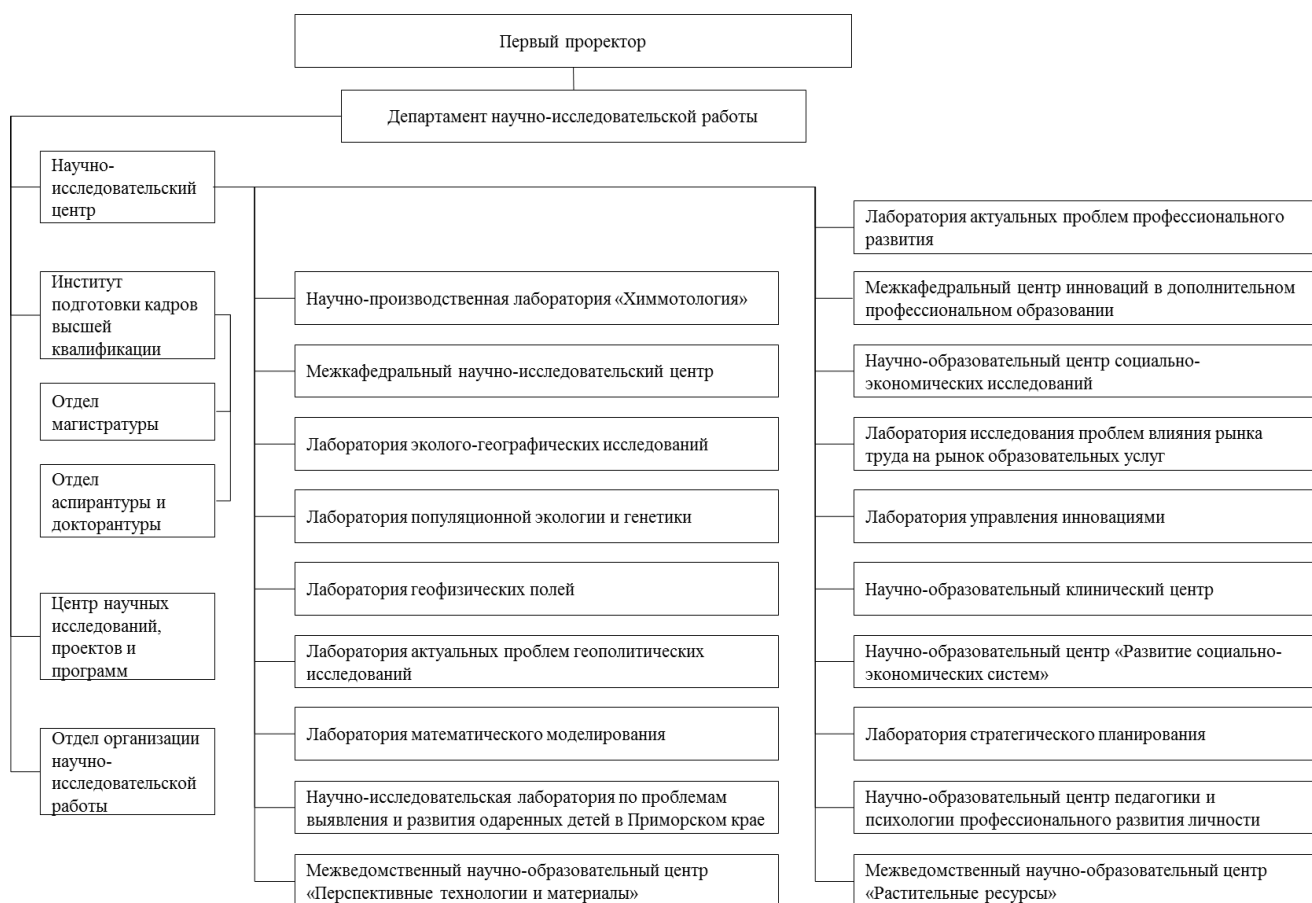 Первый проректор
Департамент научно-исследовательской работы
Научно-
исследовательский
центр
Институт
подготовки кадров
высшей
квалификации
Отдел
магистратуры
Отдел
аспирантуры и
докторантуры
Центр научных
исследований,
проектов и
программ
Отдел организации
научно-
исследовательской
работы
Научно-производственная лаборатория «Химмотология»
Межкафедральный научно-исследовательский центр
Лаборатория эколого-географических исследований
Лаборатория популяционной экологии и генетики
Лаборатория геофизических полей
Лаборатория актуальных проблем геополитических
исследований
Лаборатория математического моделирования
Научно-исследовательская лаборатория по проблемам
выявления и развития одаренных детей в Приморском крае
Межведомственный научно-образовательный центр
«Перспективные технологии и материалы»
Лаборатория актуальных проблем профессионального
развития
Межкафедральный центр инноваций в дополнительном
профессиональном образовании
Научно-образовательный центр социально-
экономических исследований
Лаборатория исследования проблем влияния рынка
труда на рынок образовательных услуг
Лаборатория управления инновациями
Научно-образовательный клинический центр
Научно-образовательный центр «Развитие социально-
экономических систем»
Лаборатория стратегического планирования
Научно-образовательный центр педагогики и
психологии профессионального развития личности
Межведомственный научно-образовательный центр
«Растительные ресурсы»